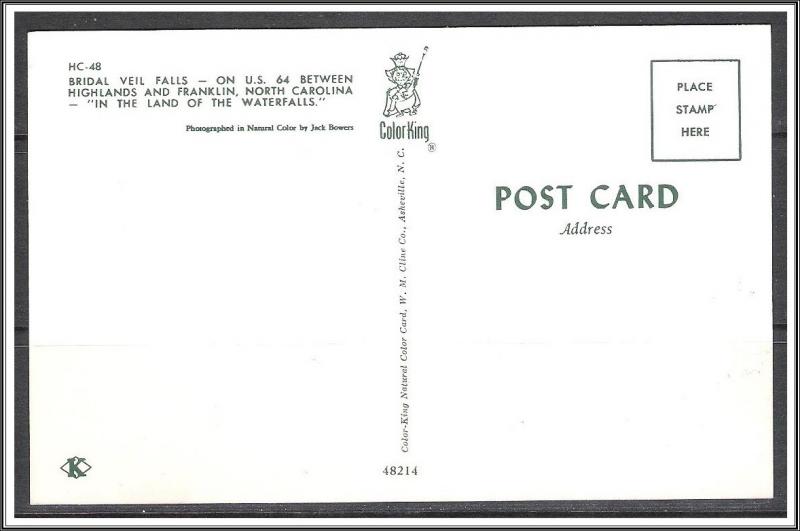 HC-48
BRIDAL VEIL FALLS — ON U.S. 64 BETWEEN
HIGHLANDS AND FRANKLIN, NORTH CAROLINA
— "IN THE LAND OF THE WATERFALLS."
Photographed in Natural Color by Jack Bowers
ColorKing
®
PLACE
STAMP
HERE
POST CARD
Address
Color-King Natural Color Card, W. M. Cline Co., Asheville, N. C.
K
48214